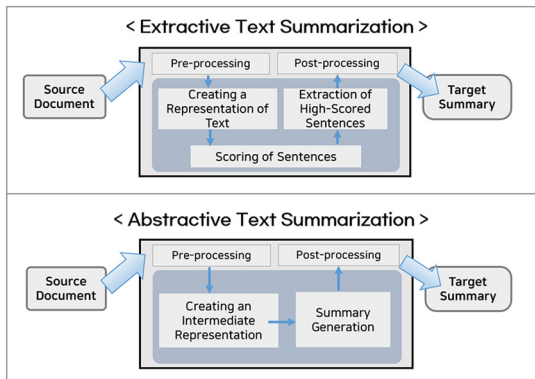 < Extractive Text Summarization >
Source
Document
Pre-processing
Post-processing
Creating a
Representation of
Text
Extraction of
High-Scored
Sentences
Scoring of Sentences
Target
Summary
< Abstractive Text Summarization >
Source
Document
Pre-processing
Post-processing
Creating an
Intermediate
Representation
Summary
Generation
Target
Summary